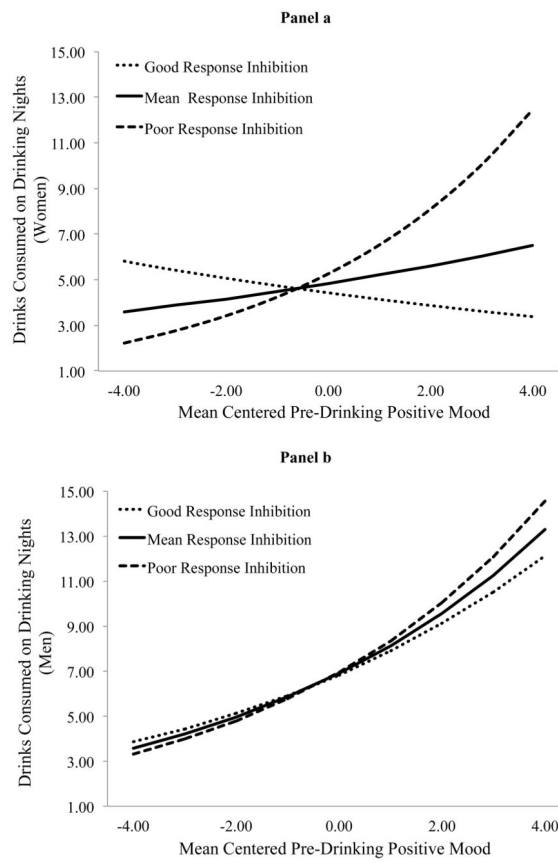 Panel a
15.00
13.00
11.00
9.00
7.00
5.00
3.00
1.00
Drinks Consumed on Drinking Nights
(Women)
Good Response Inhibition
Mean Response Inhibition
Poor Response Inhibition
-4.00 -2.00 0.00 2.00 4.00
Mean Centered Pre-Drinking Positive Mood
Panel b
15.00
13.00
11.00
9.00
7.00
5.00
3.00
1.00
Drinks Consumed on Drinking Nights
(Men)
Good Response Inhibition
Mean Response Inhibition
Poor Response Inhibition
-4.00 -2.00 0.00 2.00 4.00
Mean Centered Pre-Drinking Positive Mood